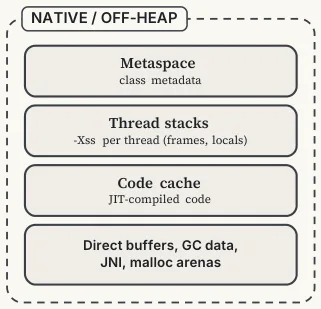 NATIVE / OFF-HEAP
Metaspace
class metadata
Thread stacks
-Xss per thread (frames, locals)
Code cache
JIT-compiled code
Direct buffers, GC data,
JNI, malloc arenas